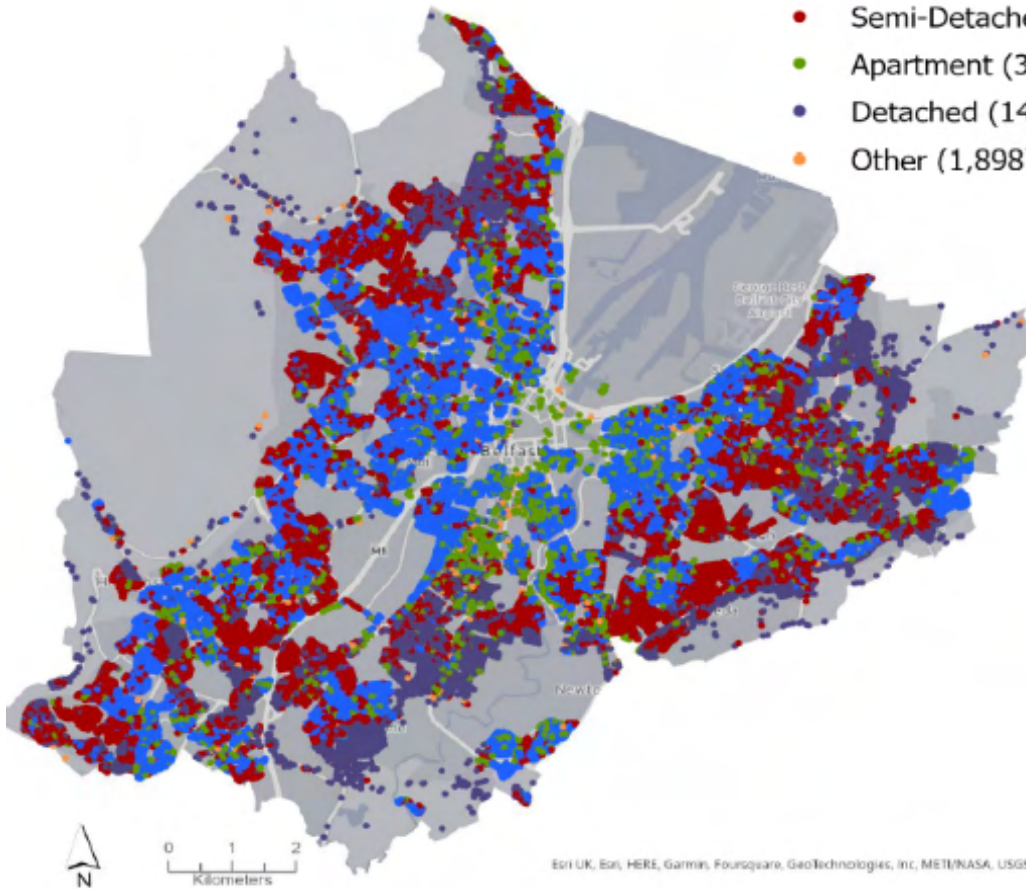 Semi-Detache
Apartment (3
Detached (14
Other (1,898
George Best
Belfast City
Airport
Belfast
M1
Newto
N
0 1 2
Kilometers
Esri UK, Esri, HERE, Garmin, Foursquare, GeoTechnologies, Inc, METI/NASA, USGS